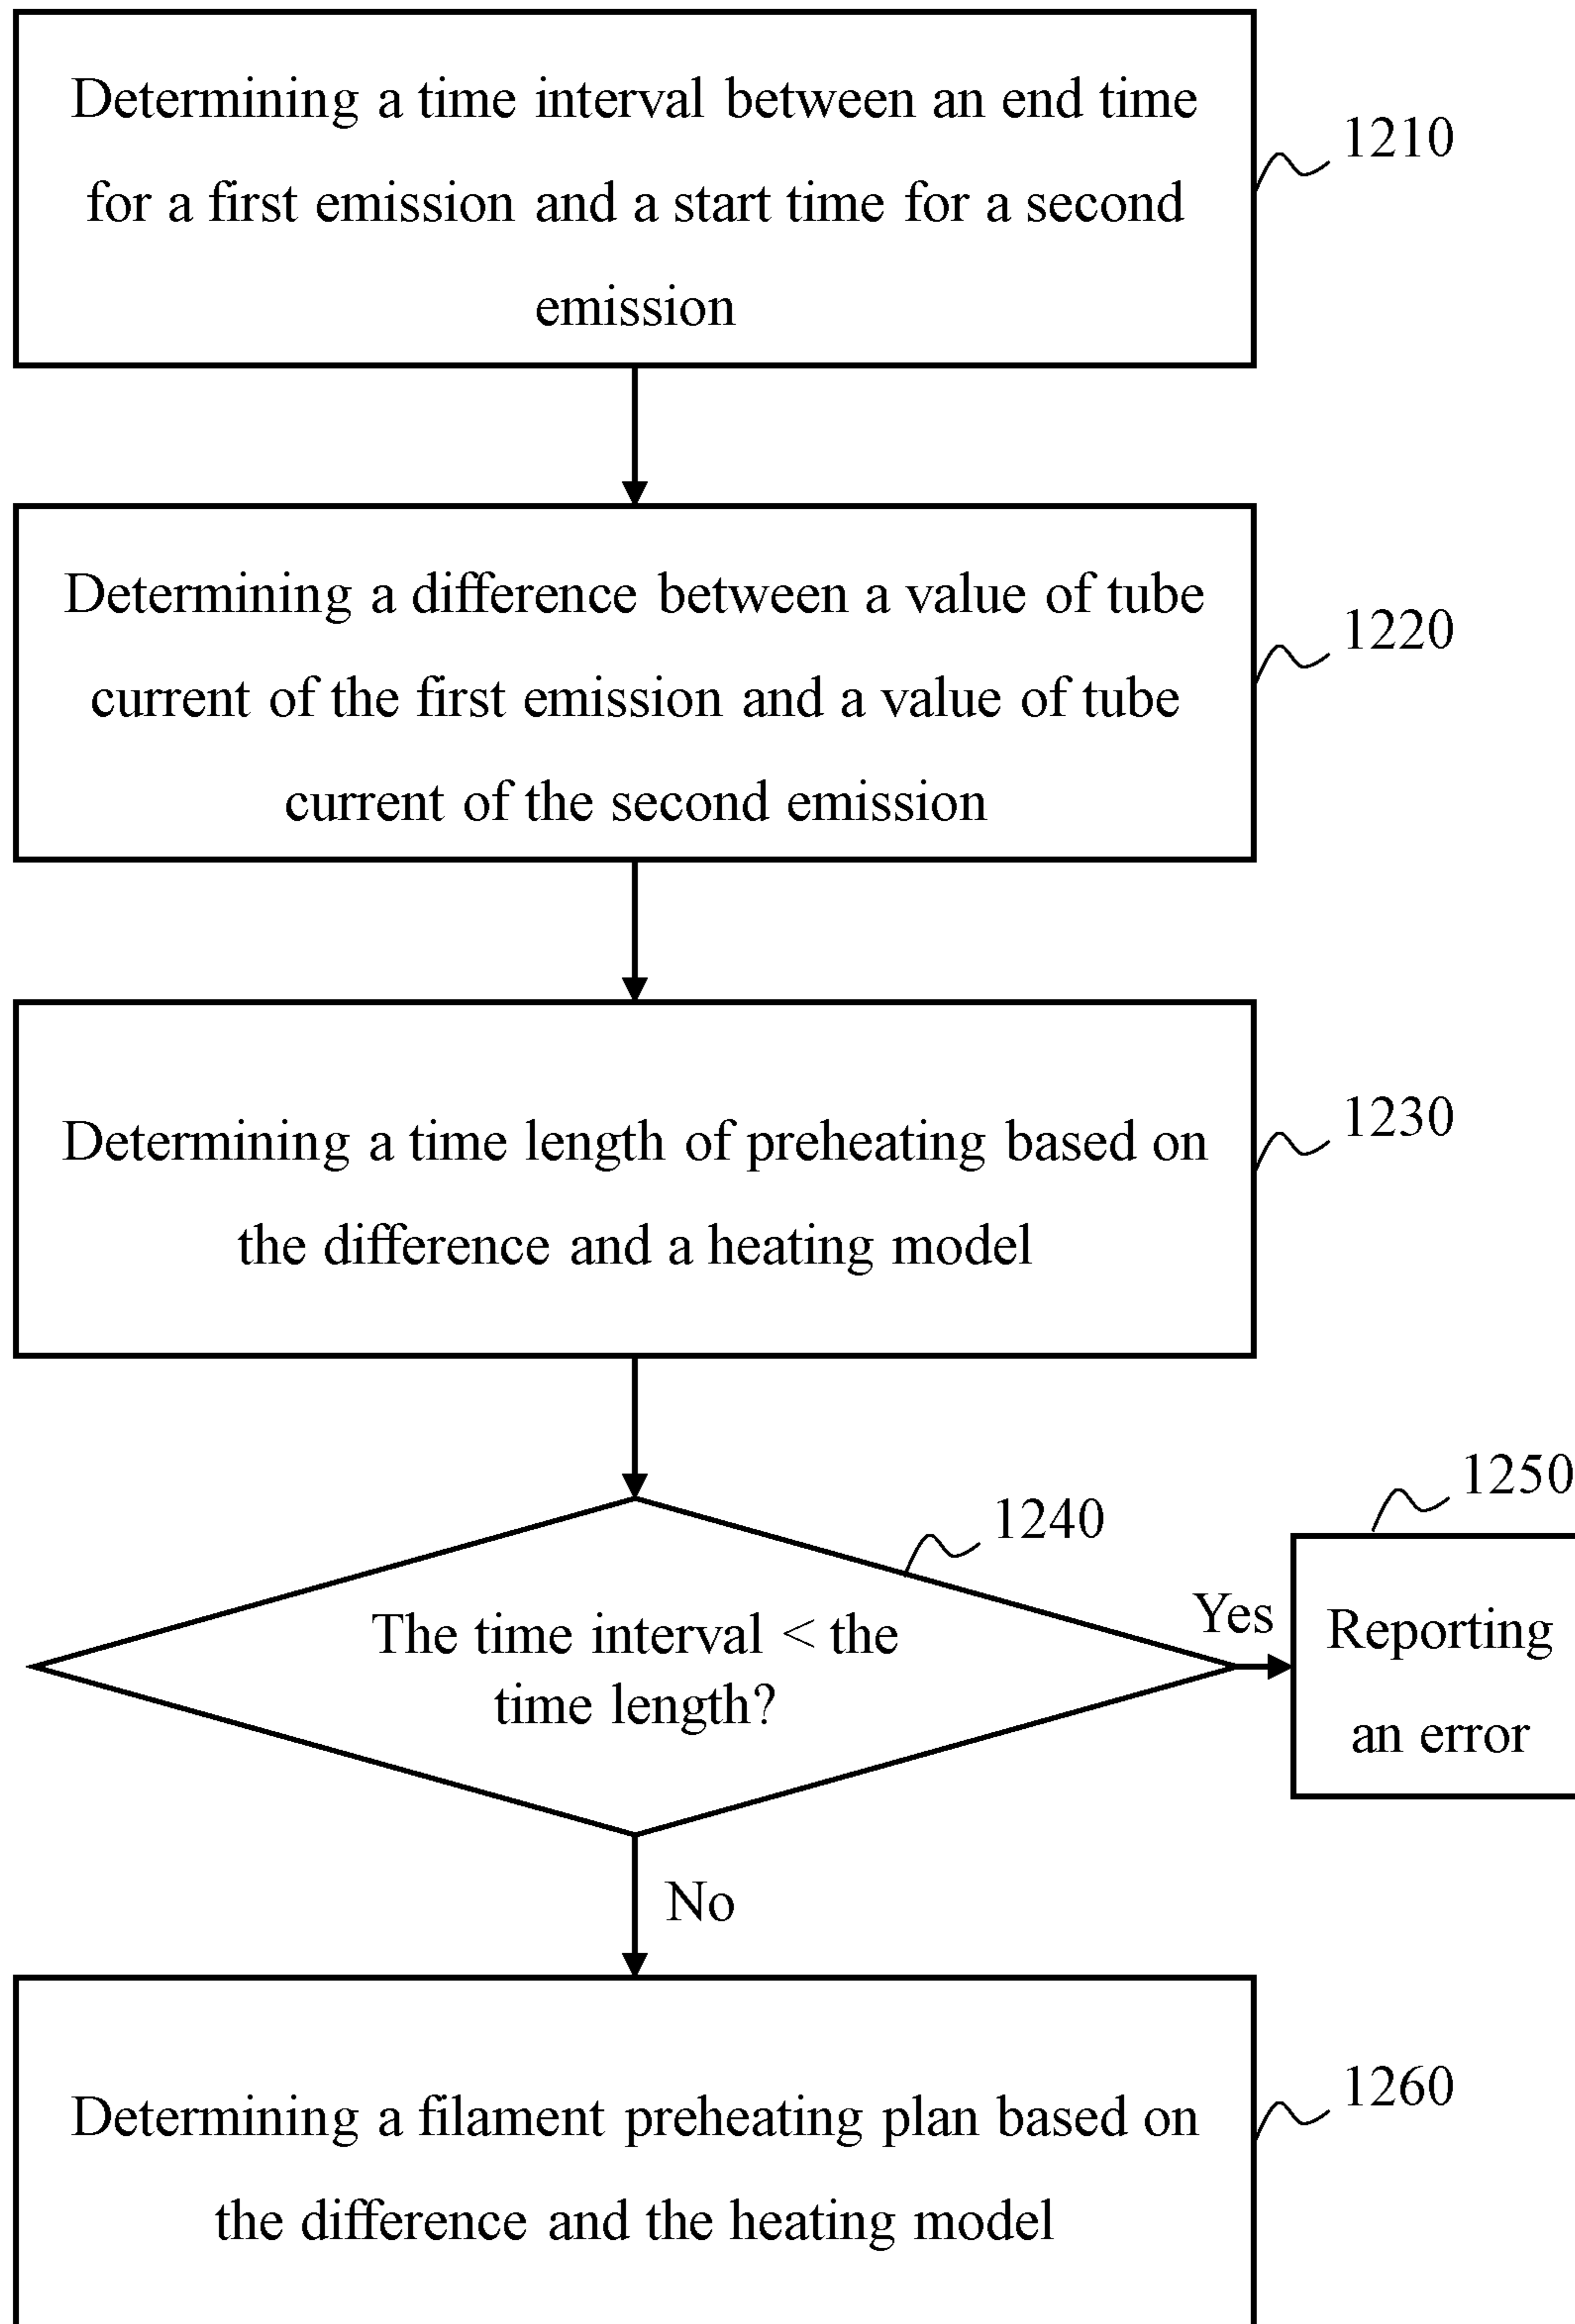 Determining a time interval between an end time
for a first emission and a start time for a second
emission
1210
Determining a difference between a value of tube
current of the first emission and a value of tube
current of the second emission
1220
Determining a time length of preheating based on
the difference and a heating model
1230
The time interval < the
time length?
1240
Yes
1250
Reporting
an error
No
Determining a filament preheating plan based on
the difference and the heating model
1260